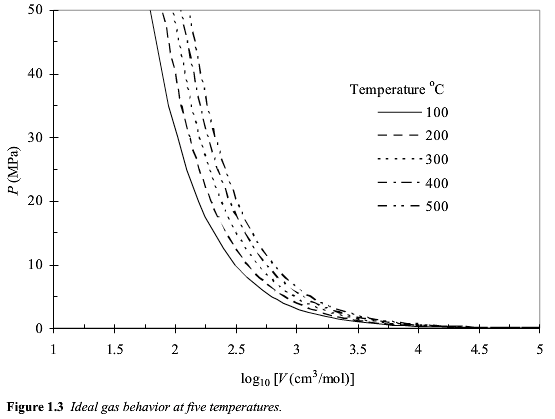 50
40
30
20
10
0
P (MPa)
Temperature °C
100
200
300
400
500
1 1.5 2 2.5 3 3.5 4 4.5 5
log₁₀ [V (cm³/mol)]
Figure 1.3 Ideal gas behavior at five temperatures.